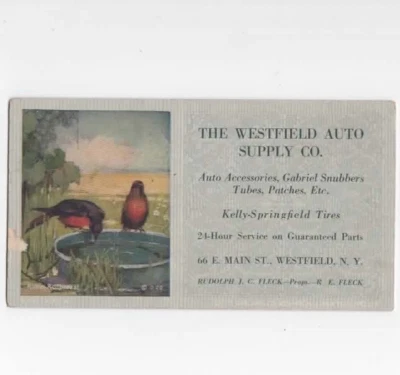 THE WESTFIELD AUTO
SUPPLY CO.
Auto Accessories, Gabriel Snubbers
Tubes, Patches, Etc.
Kelly-Springfield Tires
24-Hour Service on Guaranteed Parts
66 E. MAIN ST., WESTFIELD, N. Y.
RUDOLPH J. C. FLECK—Props.—R. E. FLECK